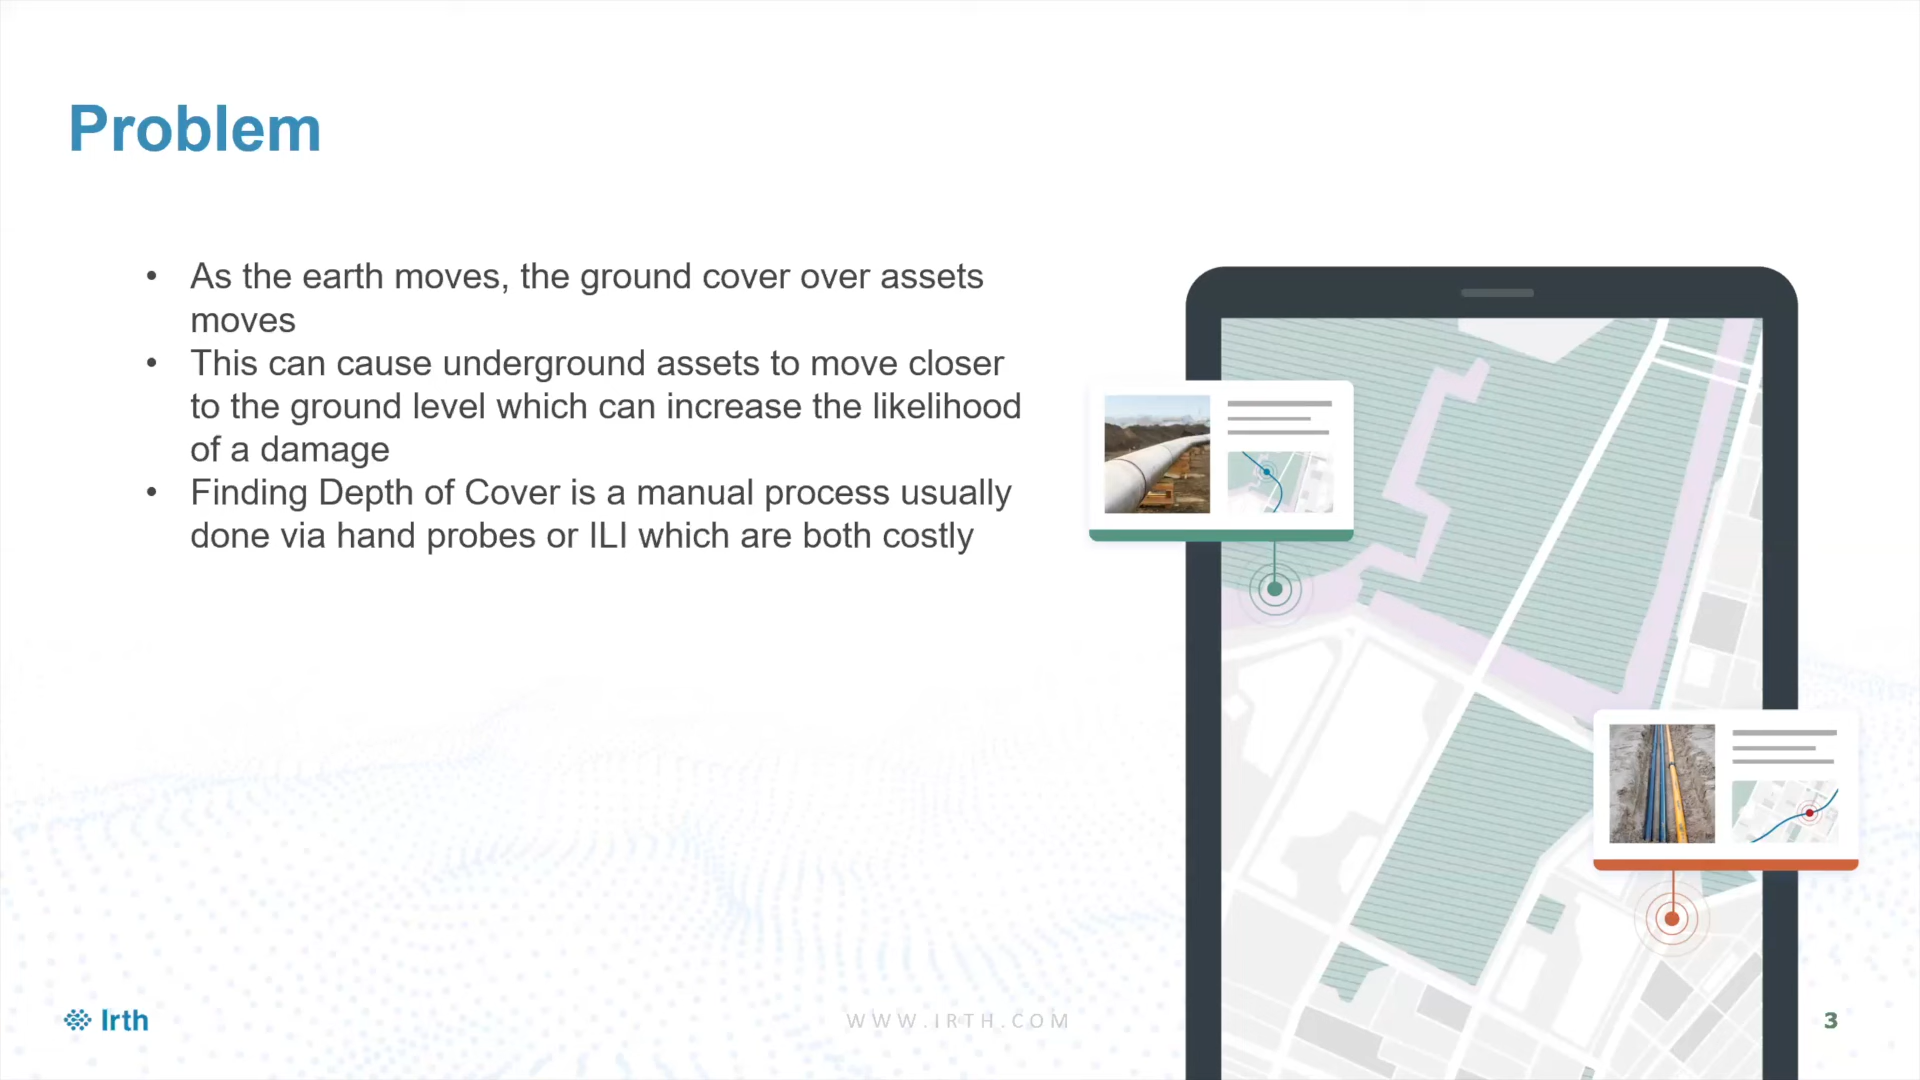 Problem
• As the earth moves, the ground cover over assets
moves
• This can cause underground assets to move closer
to the ground level which can increase the likelihood
of a damage
• Finding Depth of Cover is a manual process usually
done via hand probes or ILI which are both costly
Irth
WWW.IRTH.COM
3